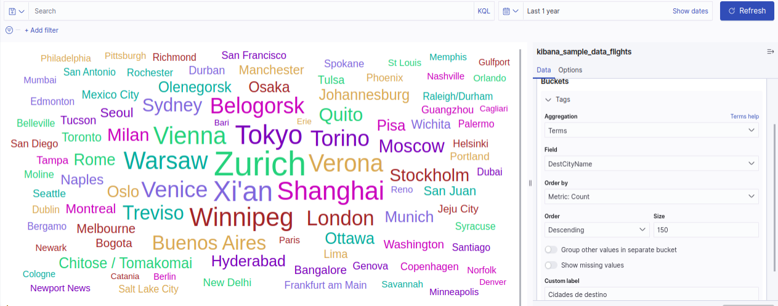 Search
KQL
Last 1 year
Show dates
Refresh
+ Add filter
kibana_sample_data_flights
Data
Options
Buckets
Tags
Aggregation
Terms help
Terms
Field
DestCityName
Order by
Metric: Count
Order
Size
Descending
150
Group other values in separate bucket
Show missing values
Custom label
Cidades de destino
Philadelphia
Pittsburgh
Richmond
San Francisco
Spokane
St Louis
Memphis
Gulfport
San Antonio
Rochester
Durban
Manchester
Tulsa
Phoenix
Nashville
Orlando
Mumbai
Mexico City
Olenegorsk
Osaka
Johannesburg
Raleigh/Durham
Edmonton
Seoul
Sydney
Belogorsk
Quito
Guangzhou
Cagliari
Belleville
Tucson
Bari
Erie
Pisa
Wichita
Palermo
San Diego
Toronto
Milan
Vienna
Tokyo
Torino
Moscow
Helsinki
Tampa
Rome
Warsaw
Zurich
Verona
Portland
Moline
Naples
Stockholm
Dubai
Seattle
Oslo
Venice
Xi'an
Shanghai
Reno
San Juan
Dublin
Montreal
Treviso
Winnipeg
London
Munich
Jeju City
Bergamo
Melbourne
Syracuse
Newark
Bogota
Buenos Aires
Paris
Ottawa
Washington
Santiago
Lima
Chitose / Tomakomai
Hyderabad
Bangalore
Genova
Copenhagen
Norfolk
Cologne
Catania
Berlin
Newport News
Salt Lake City
New Delhi
Frankfurt am Main
Savannah
Denver
Minneapolis